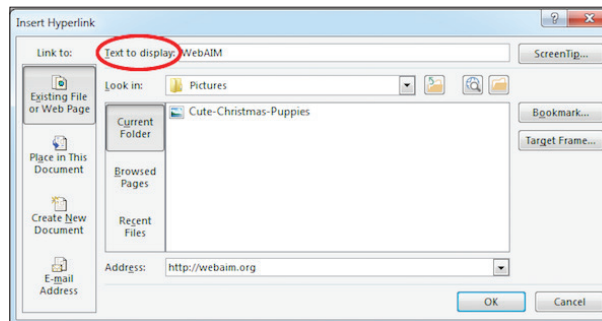 Insert Hyperlink
Link to:
Text to display: WebAIM
ScreenTip...
Existing File
or Web Page
Look in:
Pictures
Current
Folder
Cute-Christmas-Puppies
Bookmark...
Target Frame...
Place in This
Document
Browsed
Pages
Create New
Document
Recent
Files
E-mail
Address
Address:
http://webaim.org
OK
Cancel